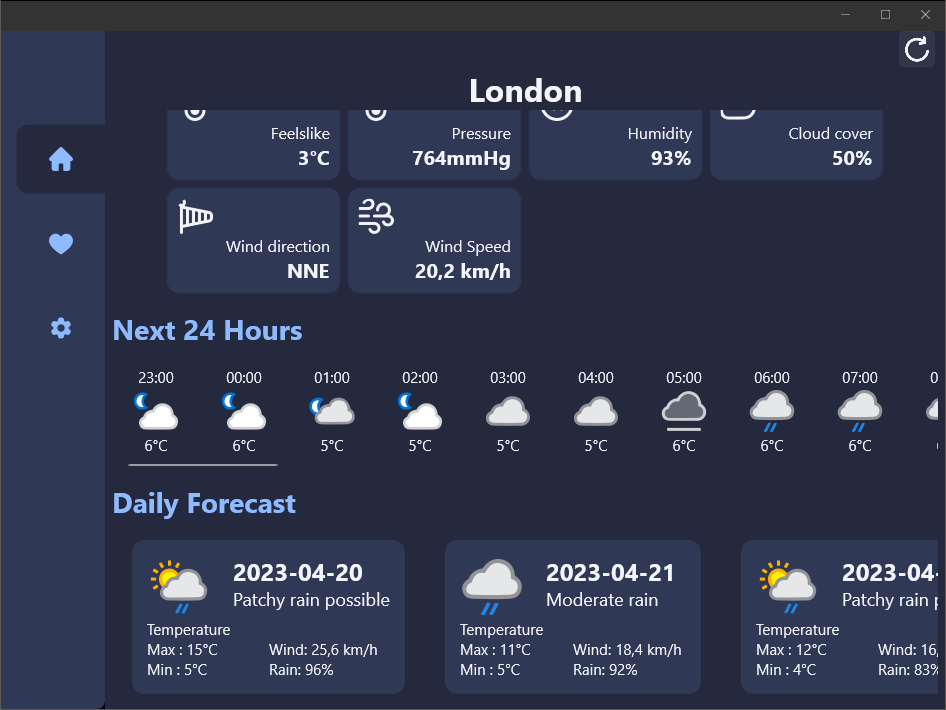 London
Feelslike Pressure Humidity Cloud cover
3°C 764mmHg 93% 50%
Wind direction Wind Speed
NNE 20,2 km/h
Next 24 Hours
23:00 00:00 01:00 02:00 03:00 04:00 05:00 06:00 07:00
6°C 6°C 5°C 5°C 5°C 5°C 6°C 6°C 6°C
Daily Forecast
2023-04-20 2023-04-21 2023-04-
Patchy rain possible Moderate rain Patchy rain
Temperature Temperature Temperature
Max : 15°C Wind: 25,6 km/h Max : 11°C Wind: 18,4 km/h Max : 12°C Wind: 16,
Min : 5°C Rain: 96% Min : 5°C Rain: 92% Min : 4°C Rain: 83%